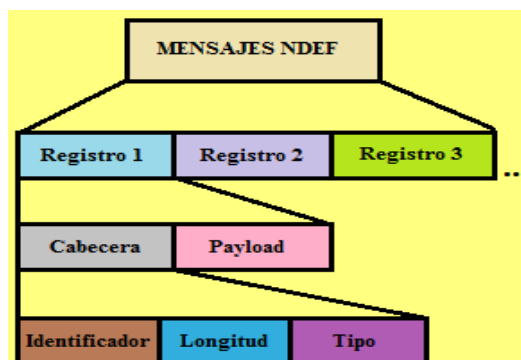 MENSAJES NDEF
Registro 1 Registro 2 Registro 3 ..
Cabecera Payload
Identificador Longitud Tipo